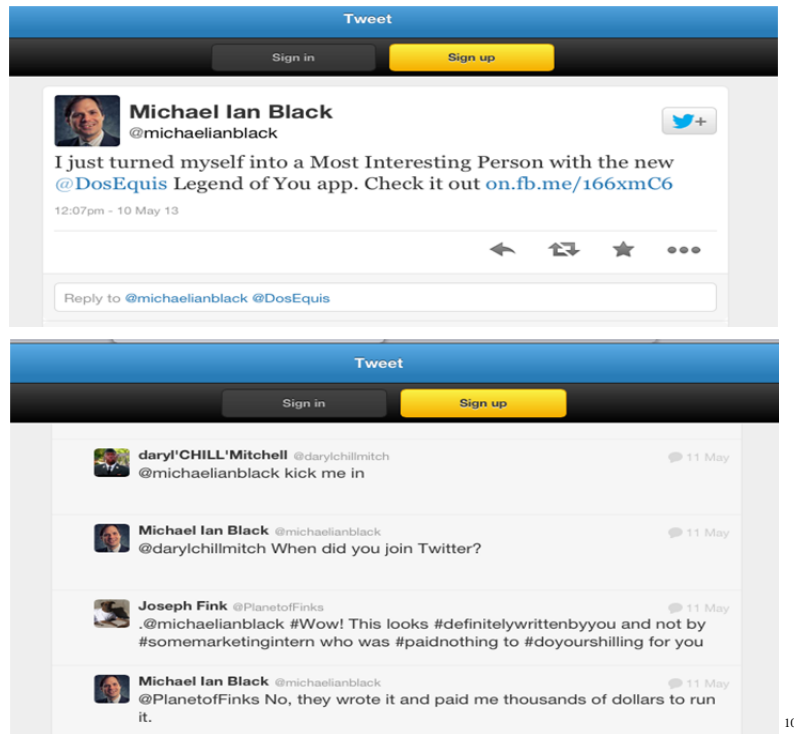 Tweet
Sign in
Sign up
Michael Ian Black
@michaelianblack
I just turned myself into a Most Interesting Person with the new
@DosEquis Legend of You app. Check it out on.fb.me/166xmC6
12:07pm - 10 May 13
Reply to @michaelianblack @DosEquis
Tweet
Sign in
Sign up
daryl'CHILL'Mitchell @darylchillmitch
11 May
@michaelianblack kick me in
Michael Ian Black @michaelianblack
11 May
@darylchillmitch When did you join Twitter?
Joseph Fink @PlanetofFinks
11 May
.@michaelianblack #Wow! This looks #definitelywrittenbyyou and not by
#somemarketingintern who was #paidnothing to #doyourshilling for you
Michael Ian Black @michaelianblack
11 May
@PlanetofFinks No, they wrote it and paid me thousands of dollars to run
it.